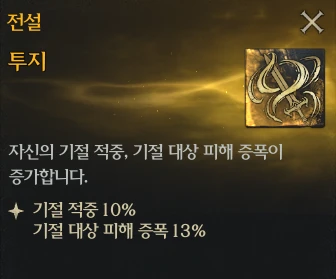 전설
투지
자신의 기절 적중, 기절 대상 피해 증폭이
증가합니다.
기절 적중 10%
기절 대상 피해 증폭 13%